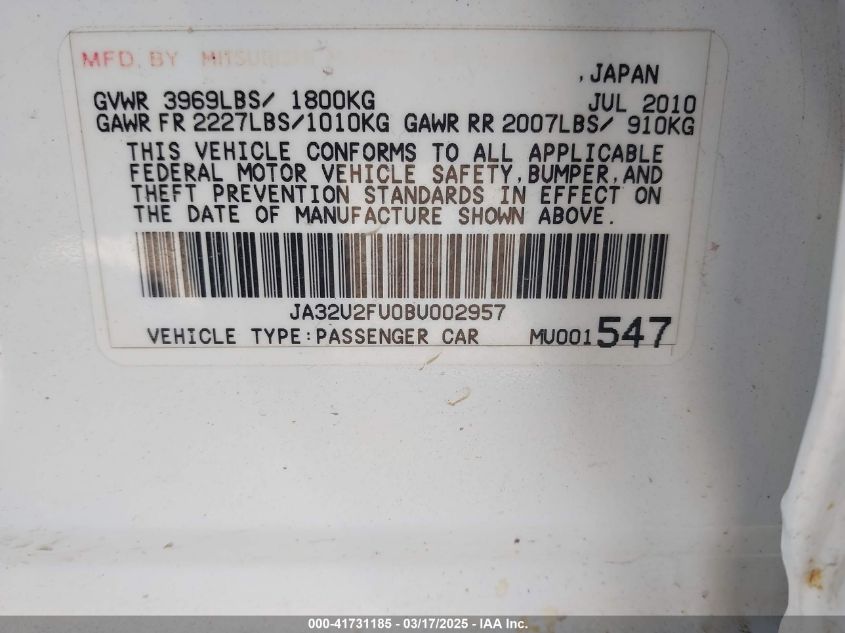 MFD. BY MITSUBISHI
, JAPAN
GVWR 3969LBS/ 1800KG JUL 2010
GAWR FR 2227LBS/1010KG GAWR RR 2007LBS/ 910KG
THIS VEHICLE CONFORMS TO ALL APPLICABLE
FEDERAL MOTOR VEHICLE SAFETY, BUMPER, AND
THEFT PREVENTION STANDARDS IN EFFECT ON
THE DATE OF MANUFACTURE SHOWN ABOVE.
JA32U2FU0BU002957
VEHICLE TYPE:PASSENGER CAR MU001547
000-41731185 - 03/17/2025 - IAA Inc.